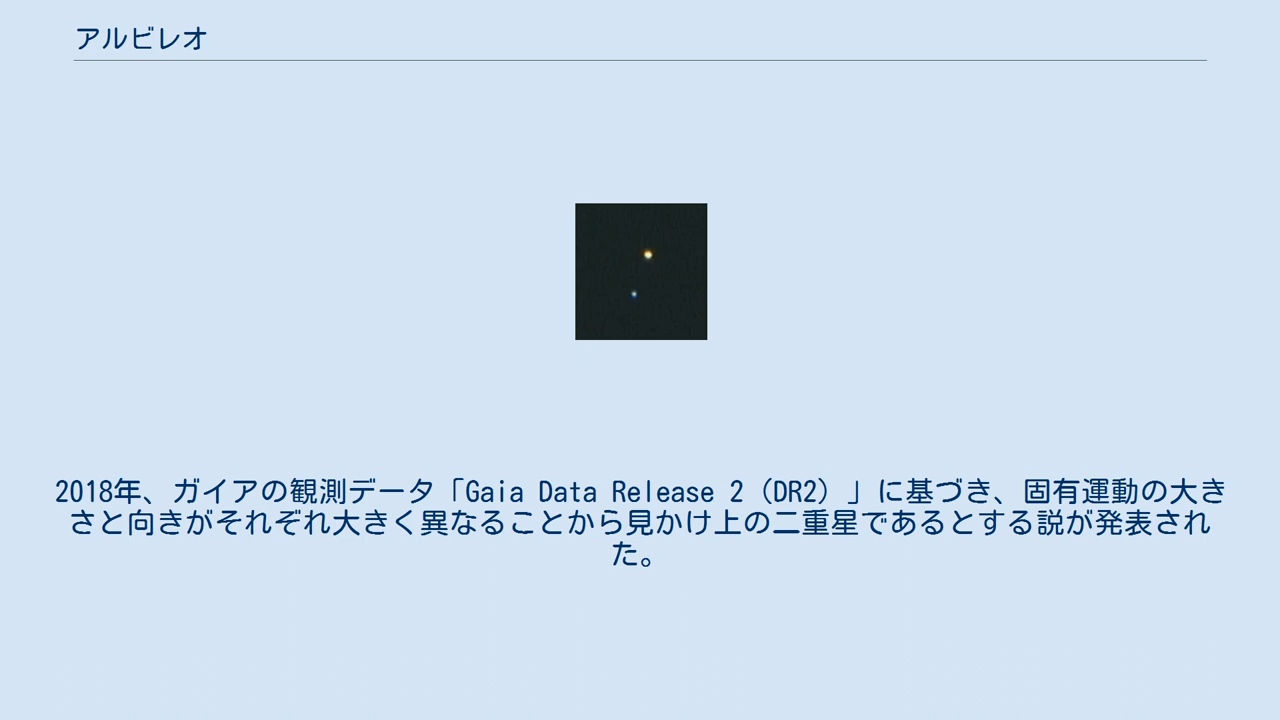 アルビレオ
2018年、ガイアの観測データ「Gaia Data Release 2（DR2）」に基づき、固有運動の大き
さと向きがそれぞれ大きく異なることから見かけ上の二重星であるとする説が発表され
た。